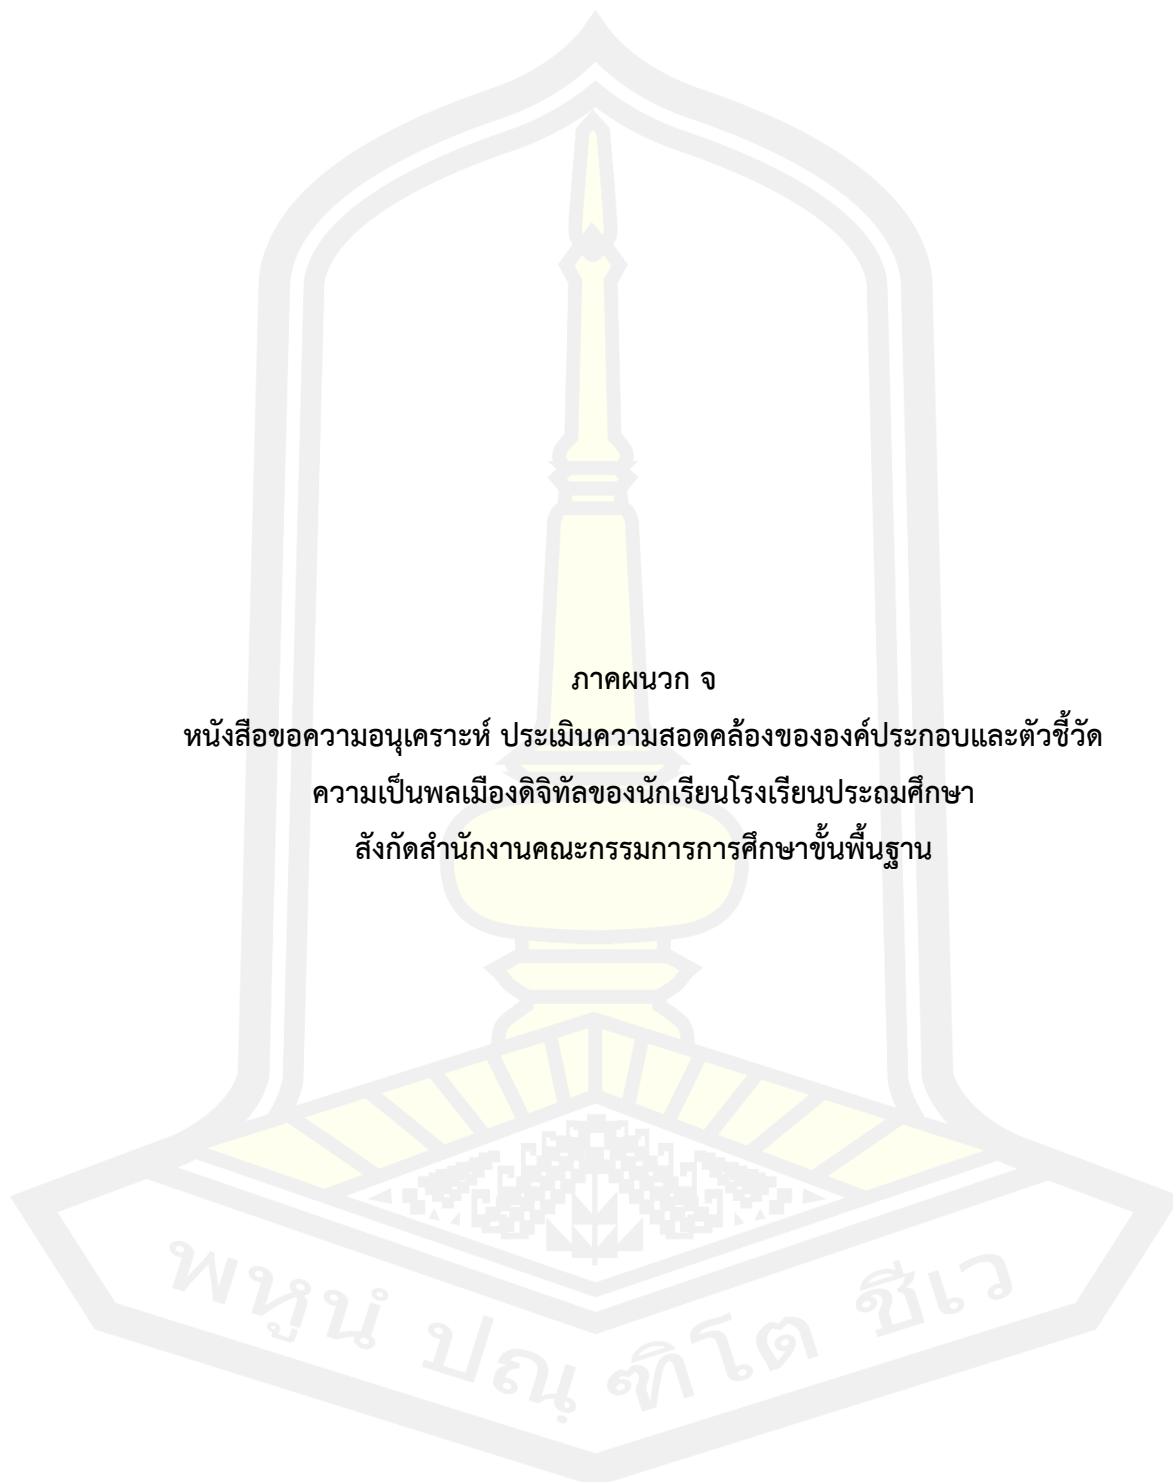 ภาคผนวก จ
หนังสือขอความอนุเคราะห์ ประเมินความสอดคล้องขององค์ประกอบและตัวชี้วัด
ความเป็นพลเมืองดิจิทัลของนักเรียนโรงเรียนประถมศึกษา
สังกัดสำนักงานคณะกรรมการการศึกษาขั้นพื้นฐาน
พหูนํ ปณฺฑิโต ชีเว